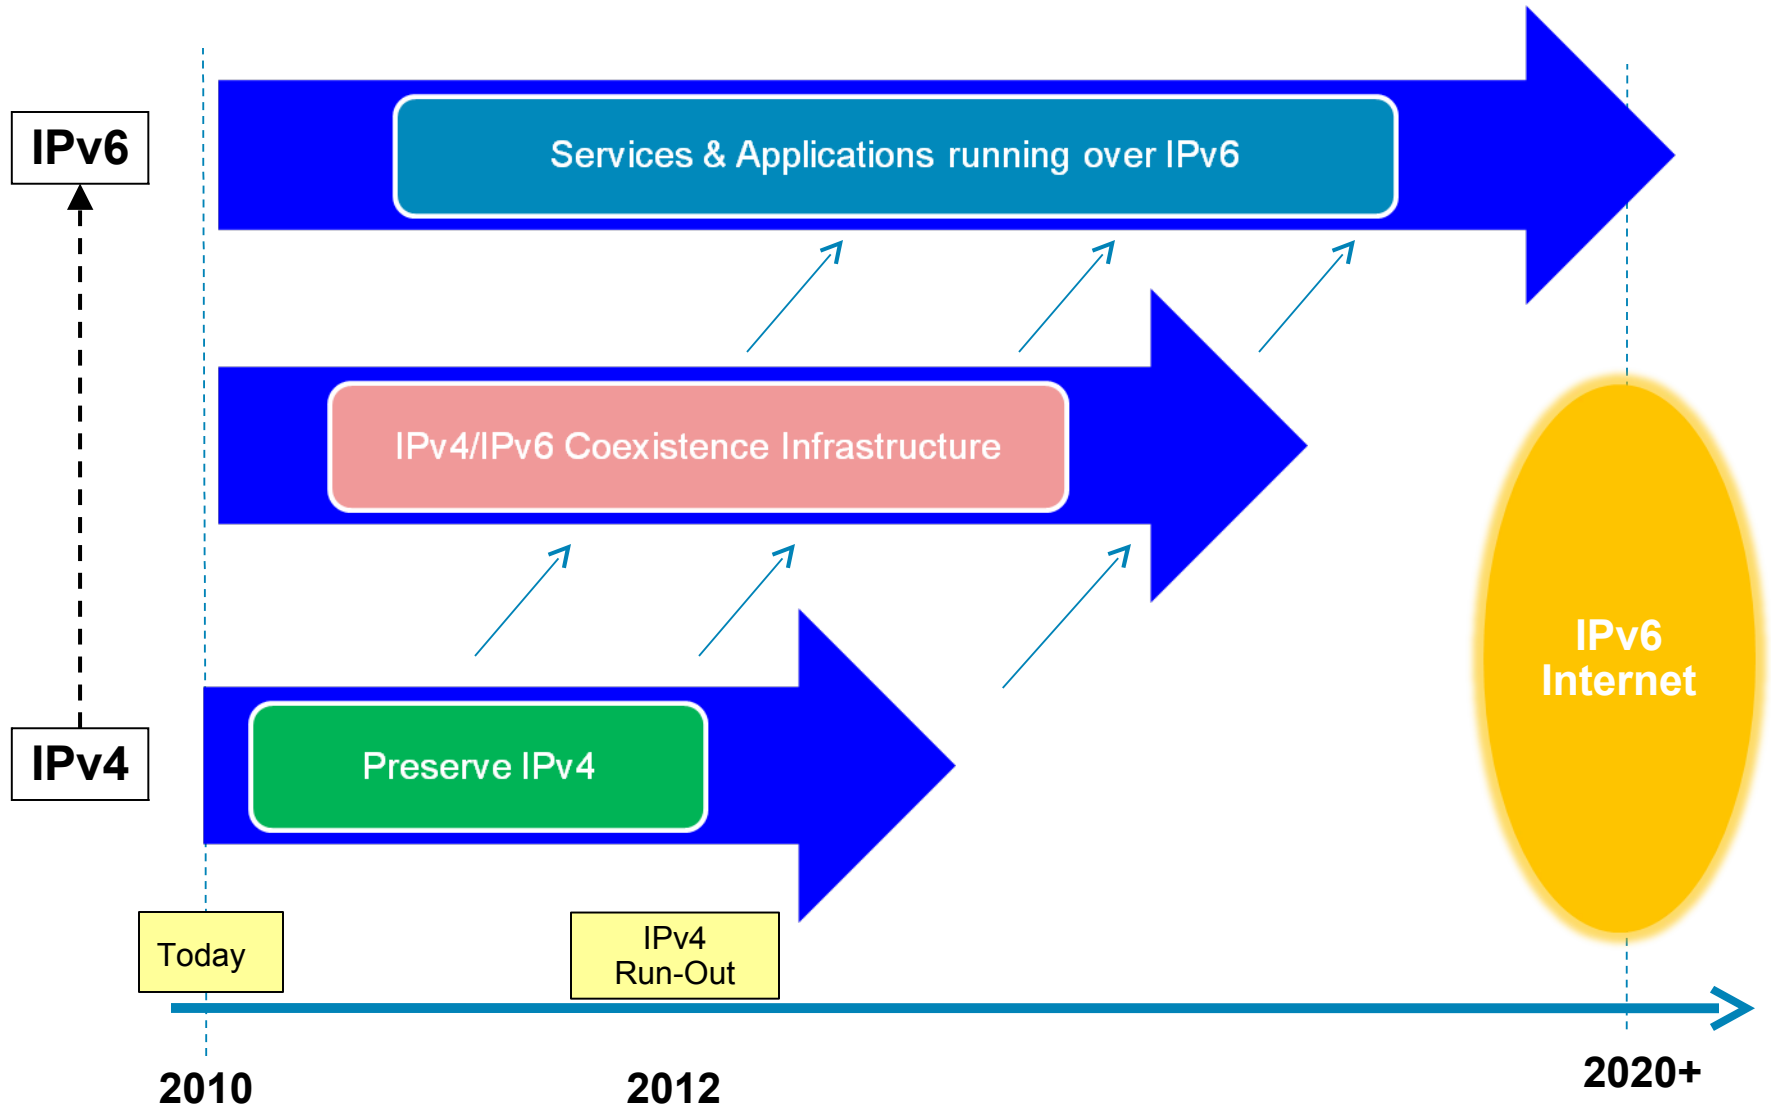 Services & Applications running over IPv6
IPv6
IPv4/IPv6 Coexistence Infrastructure
IPv6
Internet
IPv4
Preserve IPv4
Today
IPv4
Run-Out
2010
2012
2020+